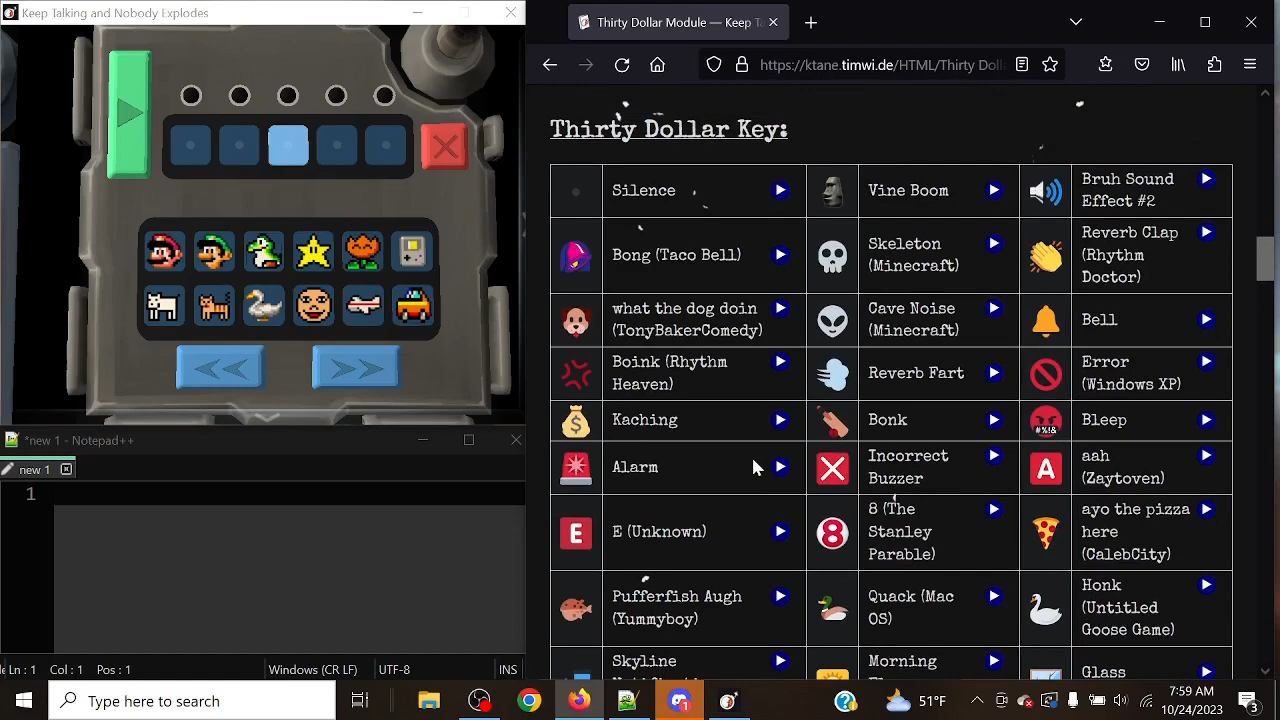 Keep Talking and Nobody Explodes
*new 1 - Notepad++
new 1
1
Ln : 1 Col : 1 Pos : 1 Windows (CR LF) UTF-8 INS
Thirty Dollar Module — Keep Ta
https://ktane.timwi.de/HTML/Thirty Doll
Thirty Dollar Key:
Silence
Vine Boom
Bruh Sound
Effect #2
Bong (Taco Bell)
Skeleton
(Minecraft)
Reverb Clap
(Rhythm
Doctor)
what the dog doin
(TonyBakerComedy)
Cave Noise
(Minecraft)
Bell
Boink (Rhythm
Heaven)
Reverb Fart
Error
(Windows XP)
$
Kaching
Bonk
#%!&
Bleep
Alarm
Incorrect
Buzzer
A
aah
(Zaytoven)
E
E (Unknown)
8
8 (The
Stanley
Parable)
ayo the pizza
here
(CalebCity)
Pufferfish Augh
(Yummyboy)
Quack (Mac
OS)
Honk
(Untitled
Goose Game)
Skyline
Morning
Glass
Type here to search
1
?
51°F
7:39 AM
10/24/2023
3